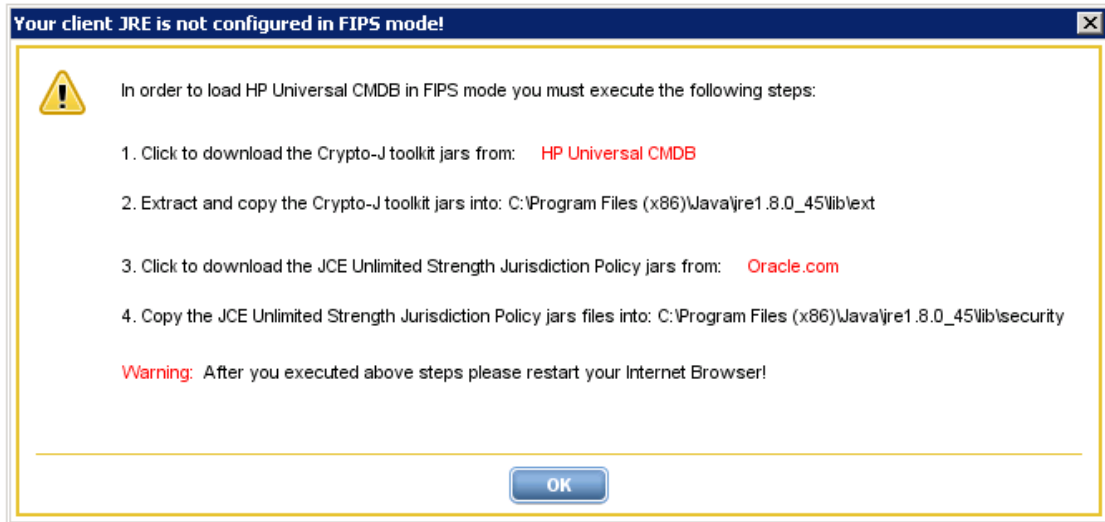 Your client JRE is not configured in FIPS mode!
In order to load HP Universal CMDB in FIPS mode you must execute the following steps:
1. Click to download the Crypto-J toolkit jars from: HP Universal CMDB
2. Extract and copy the Crypto-J toolkit jars into: C:\Program Files (x86)\Java\jre1.8.0_45\lib\ext
3. Click to download the JCE Unlimited Strength Jurisdiction Policy jars from: Oracle.com
4. Copy the JCE Unlimited Strength Jurisdiction Policy jars files into: C:\Program Files (x86)\Java\jre1.8.0_45\lib\security
Warning: After you executed above steps please restart your Internet Browser!
OK